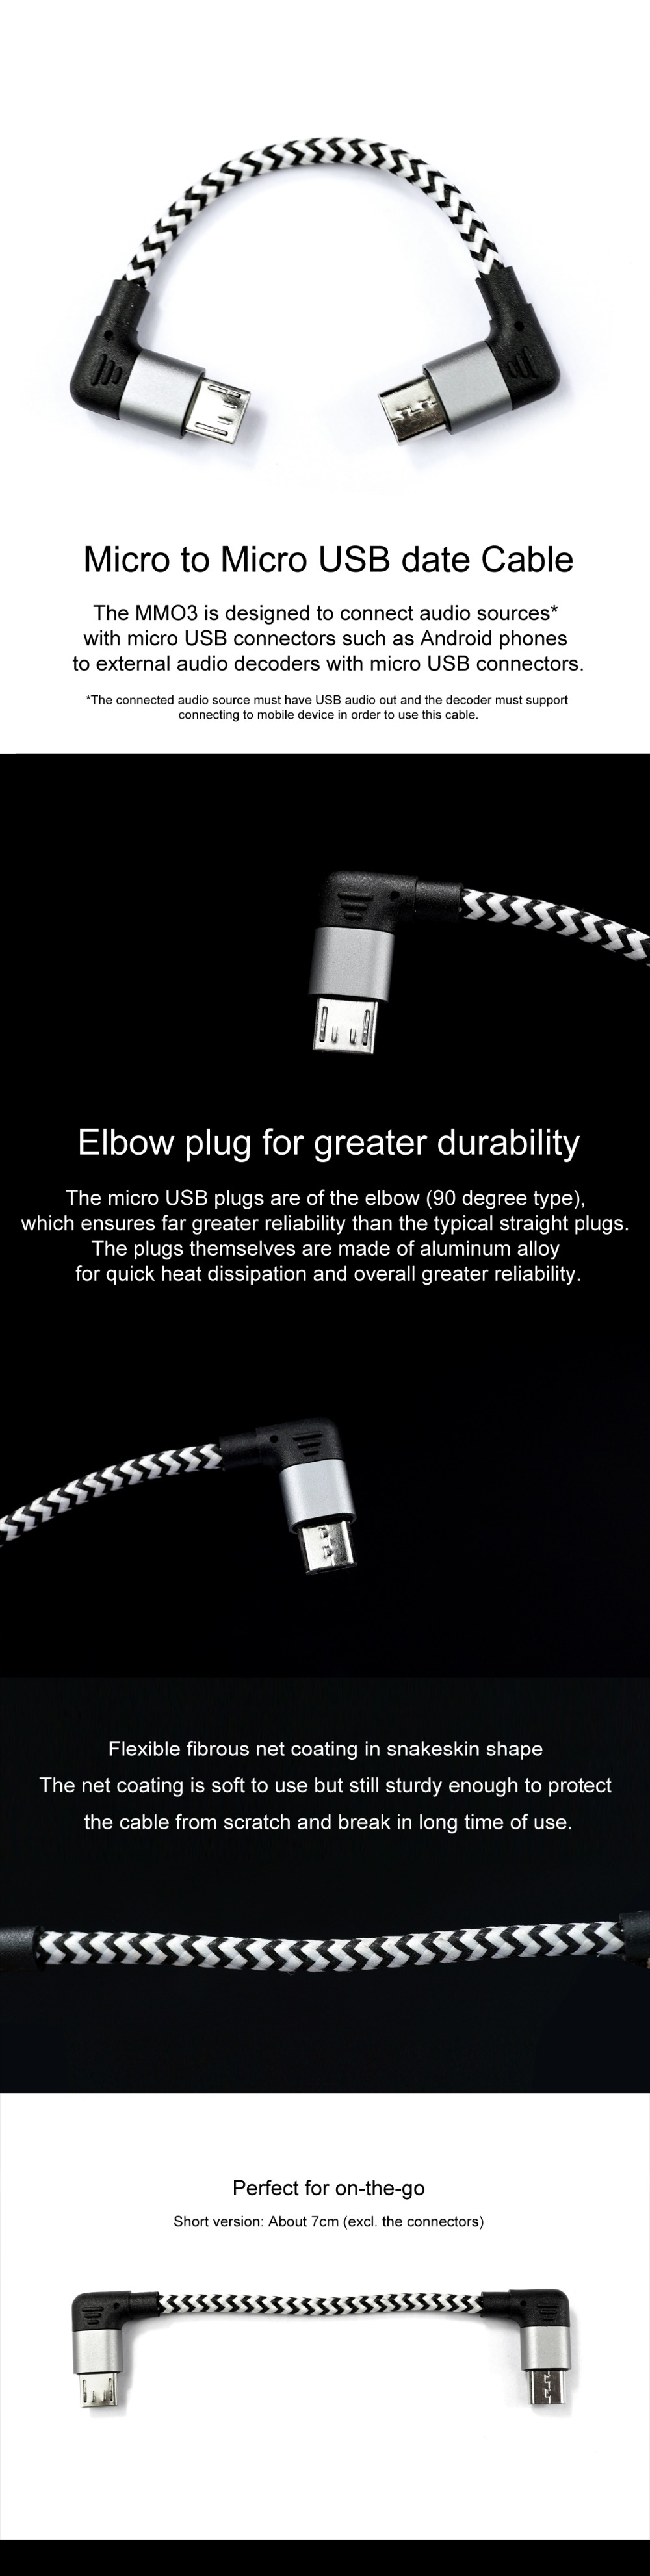 Micro to Micro USB date Cable
The MMO3 is designed to connect audio sources*
with micro USB connectors such as Android phones
to external audio decoders with micro USB connectors.
*The connected audio source must have USB audio out and the decoder must support
connecting to mobile device in order to use this cable.
Elbow plug for greater durability
The micro USB plugs are of the elbow (90 degree type),
which ensures far greater reliability than the typical straight plugs.
The plugs themselves are made of aluminum alloy
for quick heat dissipation and overall greater reliability.
Flexible fibrous net coating in snakeskin shape
The net coating is soft to use but still sturdy enough to protect
the cable from scratch and break in long time of use.
Perfect for on-the-go
Short version: About 7cm (excl. the connectors)